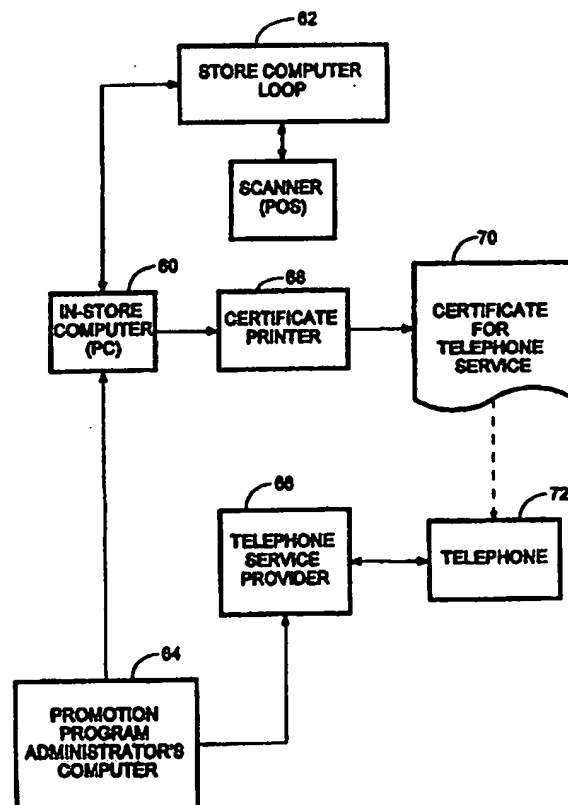 62
STORE COMPUTER
LOOP
SCANNER
(POS)
60
IN-STORE
COMPUTER
(PC)
68
CERTIFICATE
PRINTER
70
CERTIFICATE
FOR
TELEPHONE
SERVICE
66
TELEPHONE
SERVICE
PROVIDER
72
TELEPHONE
64
PROMOTION
PROGRAM
ADMINISTRATOR'S
COMPUTER